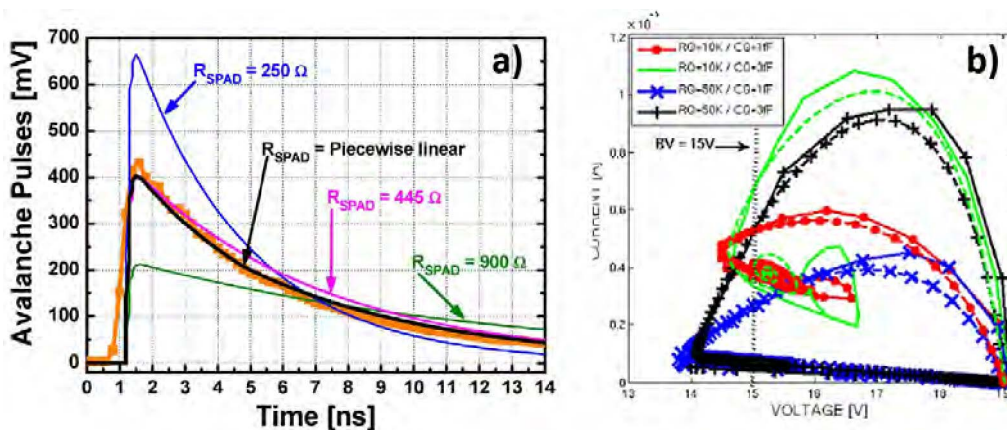 a)
Avalanche Pulses [mV]
700
600
500
400
300
200
100
0
R_SPAD = 250 Ω
R_SPAD = Piecewise linear
R_SPAD = 445 Ω
R_SPAD = 900 Ω
0 1 2 3 4 5 6 7 8 9 10 11 12 13 14
Time [ns]
b)
1.2
1
0.8
0.6
0.4
0.2
0
RQ=10K / CQ=1fF
RQ=10K / CQ=3fF
RQ=50K / CQ=1fF
RQ=50K / CQ=3fF
BV = 15V
13 14 15 16 17
VOLTAGE [V]